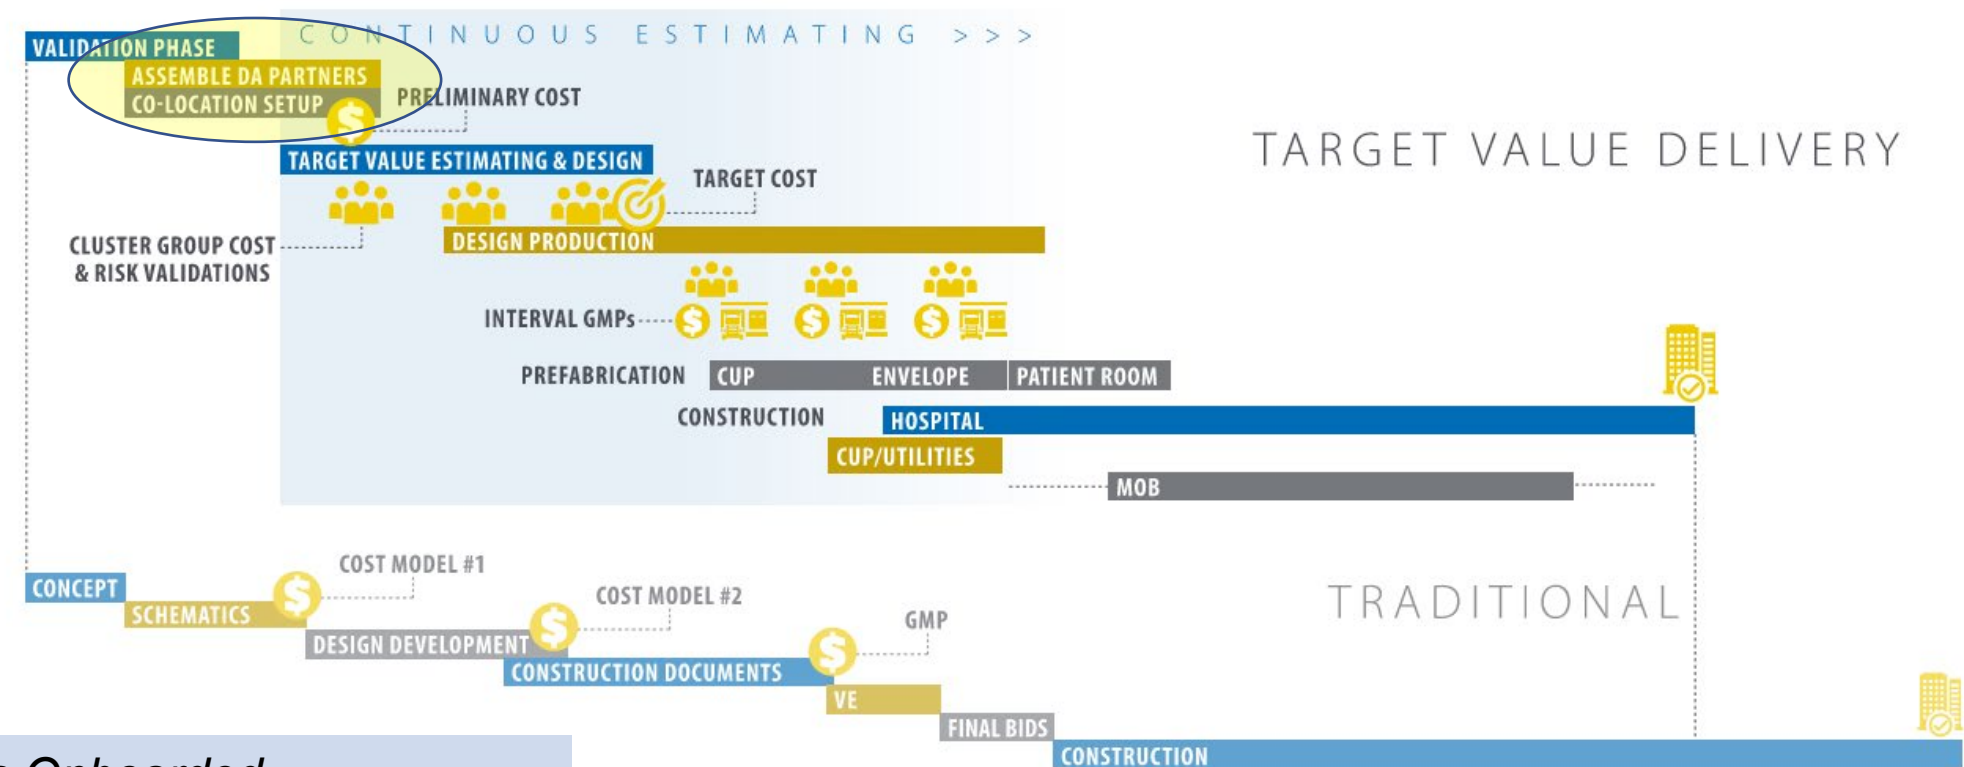 CONTINUOUS ESTIMATING >>>
VALIDATION PHASE
ASSEMBLE DA PARTNERS
CO-LOCATION SETUP
PRELIMINARY COST
TARGET VALUE DELIVERY
TARGET VALUE ESTIMATING & DESIGN
TARGET COST
CLUSTER GROUP COST
& RISK VALIDATIONS
DESIGN PRODUCTION
INTERVAL GMPs
PREFABRICATION
CUP
ENVELOPE
PATIENT ROOM
CONSTRUCTION
HOSPITAL
CUP/UTILITIES
MOB
COST MODEL #1
CONCEPT
SCHEMATICS
COST MODEL #2
TRADITIONAL
GMP
DESIGN DEVELOPMENT
CONSTRUCTION DOCUMENTS
VE
FINAL BIDS
CONSTRUCTION